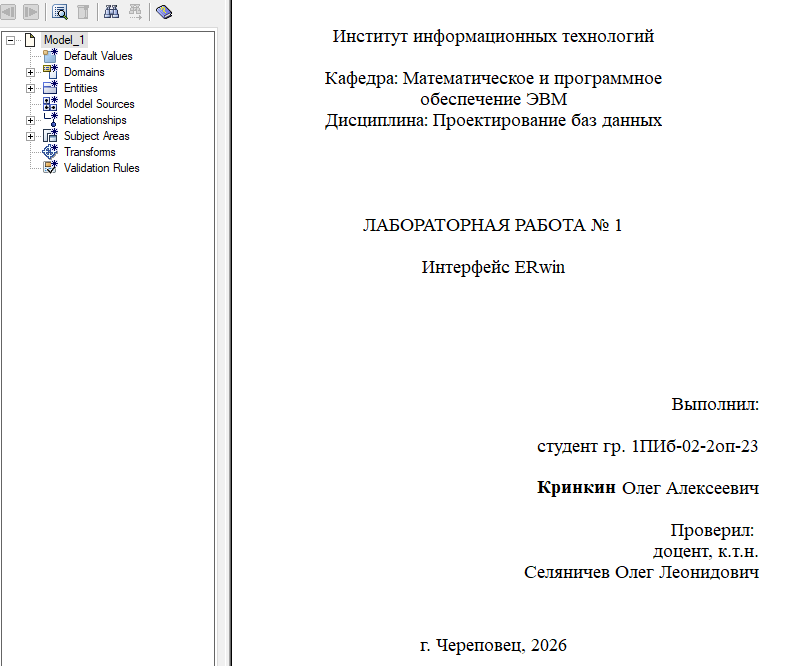 Model_1
Default Values
Domains
Entities
Model Sources
Relationships
Subject Areas
Transforms
Validation Rules
Институт информационных технологий
Кафедра: Математическое и программное
обеспечение ЭВМ
Дисциплина: Проектирование баз данных
ЛАБОРАТОРНАЯ РАБОТА № 1
Интерфейс ERwin
Выполнил:
студент гр. 1ПИб-02-2оп-23
Кринкин Олег Алексеевич
Проверил:
доцент, к.т.н.
Селяничев Олег Леонидович
г. Череповец, 2026